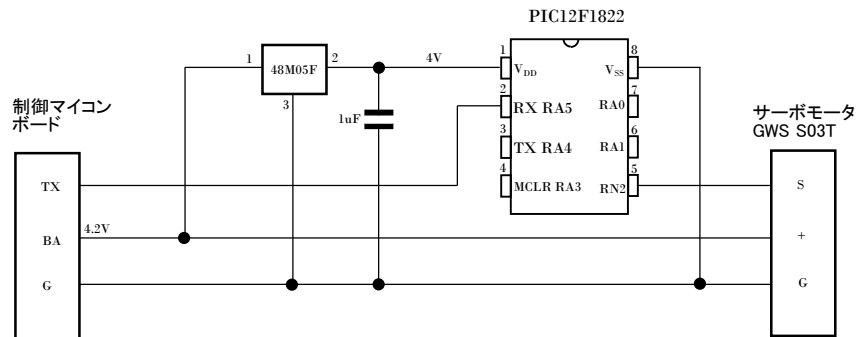 PIC12F1822
1
48M05F
2
3
4V
1uF
1
VDD
8
VSS
2
RX RA5
7
RA0
3
TX RA4
6
RA1
4
MCLR RA3
5
RN2
制御マイコン
ボード
TX
BA
4.2V
G
サーボモータ
GWS S03T
S
+
G